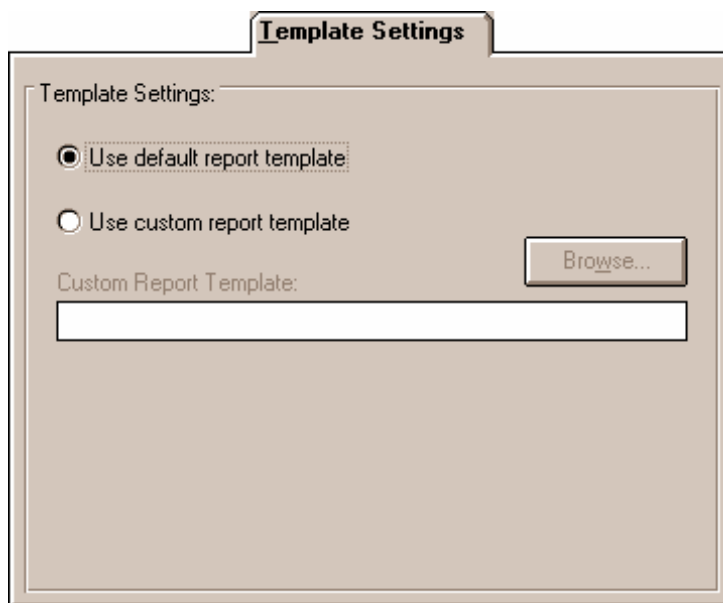 Template Settings
Template Settings:
Use default report template
Use custom report template
Browse...
Custom Report Template: